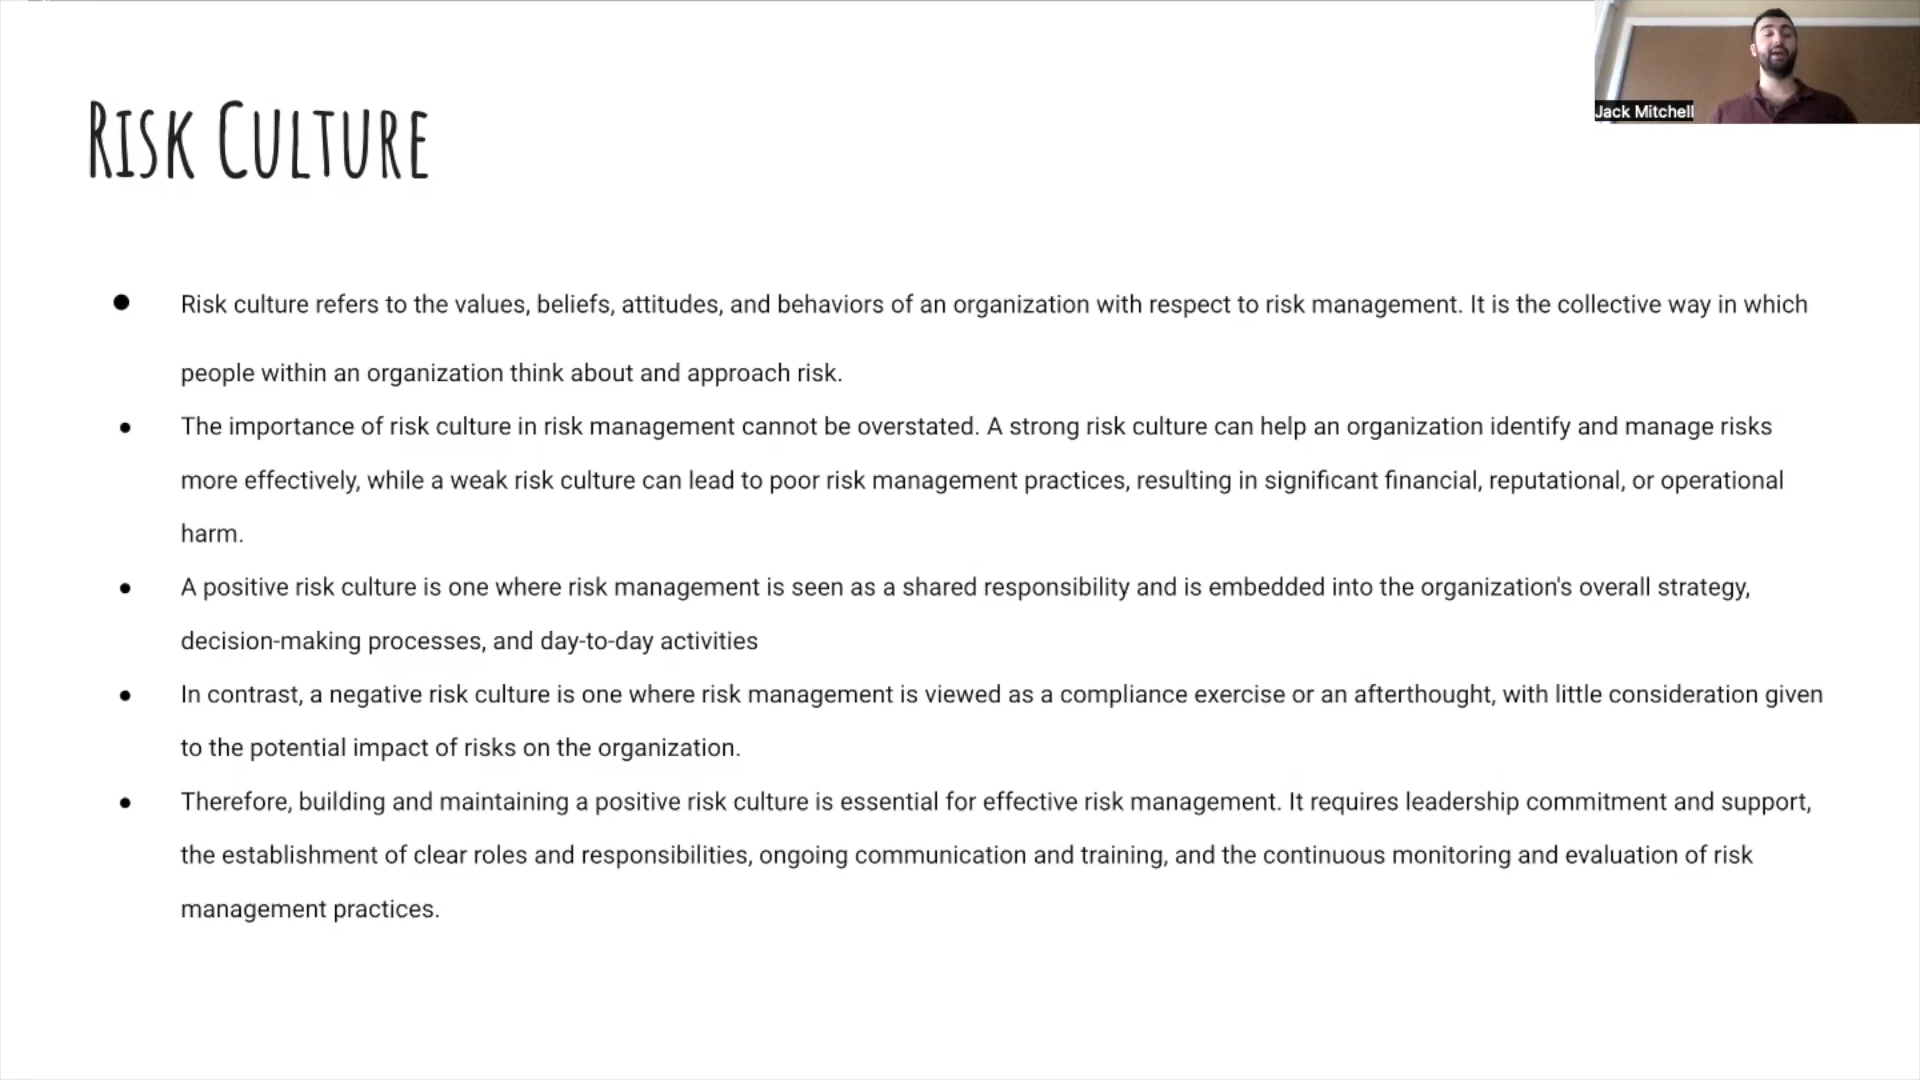 Jack Mitchell
RISK CULTURE
● Risk culture refers to the values, beliefs, attitudes, and behaviors of an organization with respect to risk management. It is the collective way in which
people within an organization think about and approach risk.
● The importance of risk culture in risk management cannot be overstated. A strong risk culture can help an organization identify and manage risks
more effectively, while a weak risk culture can lead to poor risk management practices, resulting in significant financial, reputational, or operational
harm.
● A positive risk culture is one where risk management is seen as a shared responsibility and is embedded into the organization's overall strategy,
decision-making processes, and day-to-day activities
● In contrast, a negative risk culture is one where risk management is viewed as a compliance exercise or an afterthought, with little consideration given
to the potential impact of risks on the organization.
● Therefore, building and maintaining a positive risk culture is essential for effective risk management. It requires leadership commitment and support,
the establishment of clear roles and responsibilities, ongoing communication and training, and the continuous monitoring and evaluation of risk
management practices.